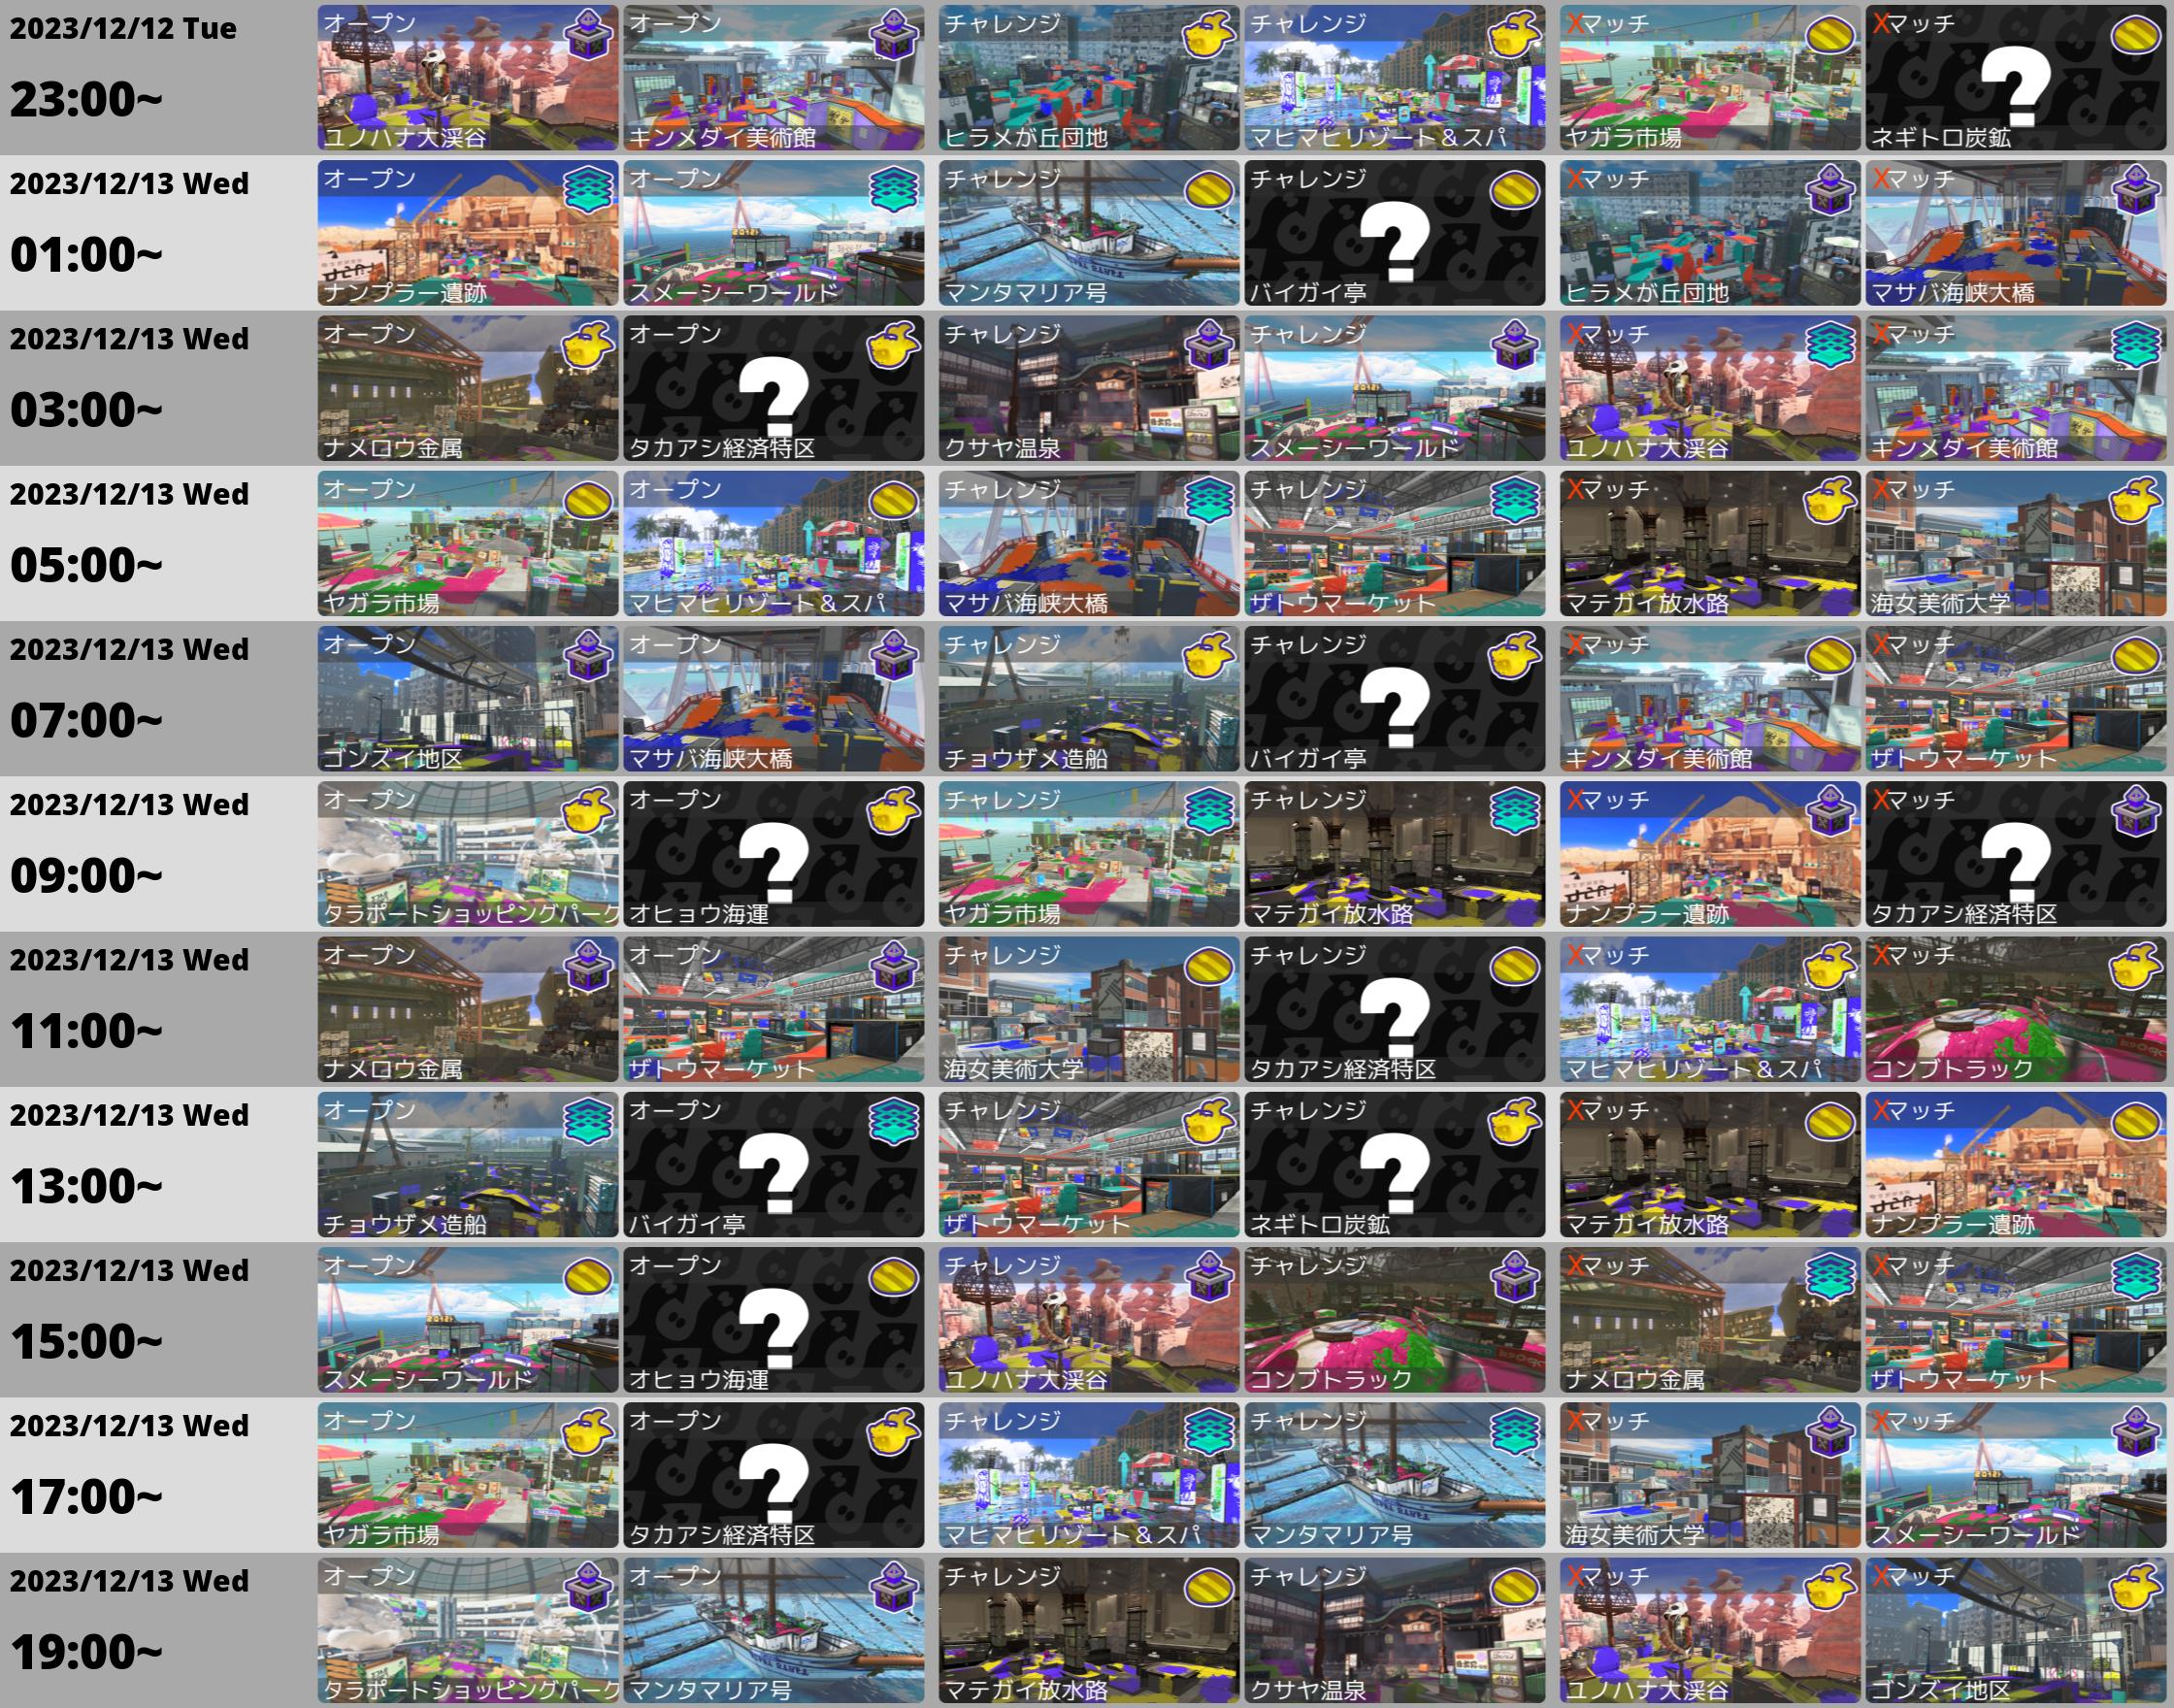 2023/12/12 Tue
23:00~
オープン
ユノハナ大渓谷
オープン
キンメダイ美術館
チャレンジ
ヒラメが丘団地
チャレンジ
マヒマヒリゾート＆スパ
Xマッチ
ヤガラ市場
Xマッチ
ネギトロ炭鉱
2023/12/13 Wed
01:00~
オープン
ナンプラー遺跡
オープン
スメーシーワールド
チャレンジ
マンタマリア号
チャレンジ
バイガイ亭
Xマッチ
ヒラメが丘団地
Xマッチ
マサバ海峡大橋
2023/12/13 Wed
03:00~
オープン
ナメロウ金属
オープン
タカアシ経済特区
チャレンジ
クサヤ温泉
チャレンジ
スメーシーワールド
Xマッチ
ユノハナ大渓谷
Xマッチ
キンメダイ美術館
2023/12/13 Wed
05:00~
オープン
ヤガラ市場
オープン
マヒマヒリゾート＆スパ
チャレンジ
マサバ海峡大橋
チャレンジ
ザトウマーケット
Xマッチ
マテガイ放水路
Xマッチ
海女美術大学
2023/12/13 Wed
07:00~
オープン
ゴンズイ地区
オープン
マサバ海峡大橋
チャレンジ
チョウザメ造船
チャレンジ
バイガイ亭
Xマッチ
キンメダイ美術館
Xマッチ
ザトウマーケット
2023/12/13 Wed
09:00~
オープン
タラポートショッピングパーク
オープン
オヒョウ海運
チャレンジ
ヤガラ市場
チャレンジ
マテガイ放水路
Xマッチ
ナンプラー遺跡
Xマッチ
タカアシ経済特区
2023/12/13 Wed
11:00~
オープン
ナメロウ金属
オープン
ザトウマーケット
チャレンジ
海女美術大学
チャレンジ
タカアシ経済特区
Xマッチ
マヒマヒリゾート＆スパ
Xマッチ
コンブトラック
2023/12/13 Wed
13:00~
オープン
チョウザメ造船
オープン
バイガイ亭
チャレンジ
ザトウマーケット
チャレンジ
ネギトロ炭鉱
Xマッチ
マテガイ放水路
Xマッチ
ナンプラー遺跡
2023/12/13 Wed
15:00~
オープン
スメーシーワールド
オープン
オヒョウ海運
チャレンジ
ユノハナ大渓谷
チャレンジ
コンブトラック
Xマッチ
ナメロウ金属
Xマッチ
ザトウマーケット
2023/12/13 Wed
17:00~
オープン
ヤガラ市場
オープン
タカアシ経済特区
チャレンジ
マヒマヒリゾート＆スパ
チャレンジ
マンタマリア号
Xマッチ
海女美術大学
Xマッチ
スメーシーワールド
2023/12/13 Wed
19:00~
オープン
タラポートショッピングパーク
オープン
マンタマリア号
チャレンジ
マテガイ放水路
チャレンジ
クサヤ温泉
Xマッチ
ユノハナ大渓谷
Xマッチ
ゴンズイ地区